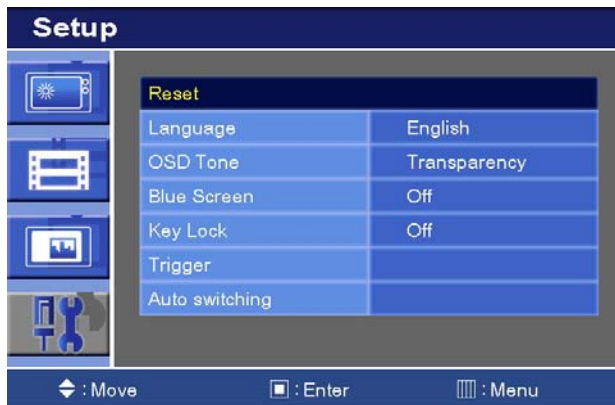 Setup
Reset
Language English
OSD Tone Transparency
Blue Screen Off
Key Lock Off
Trigger
Auto switching
: Move : Enter : Menu